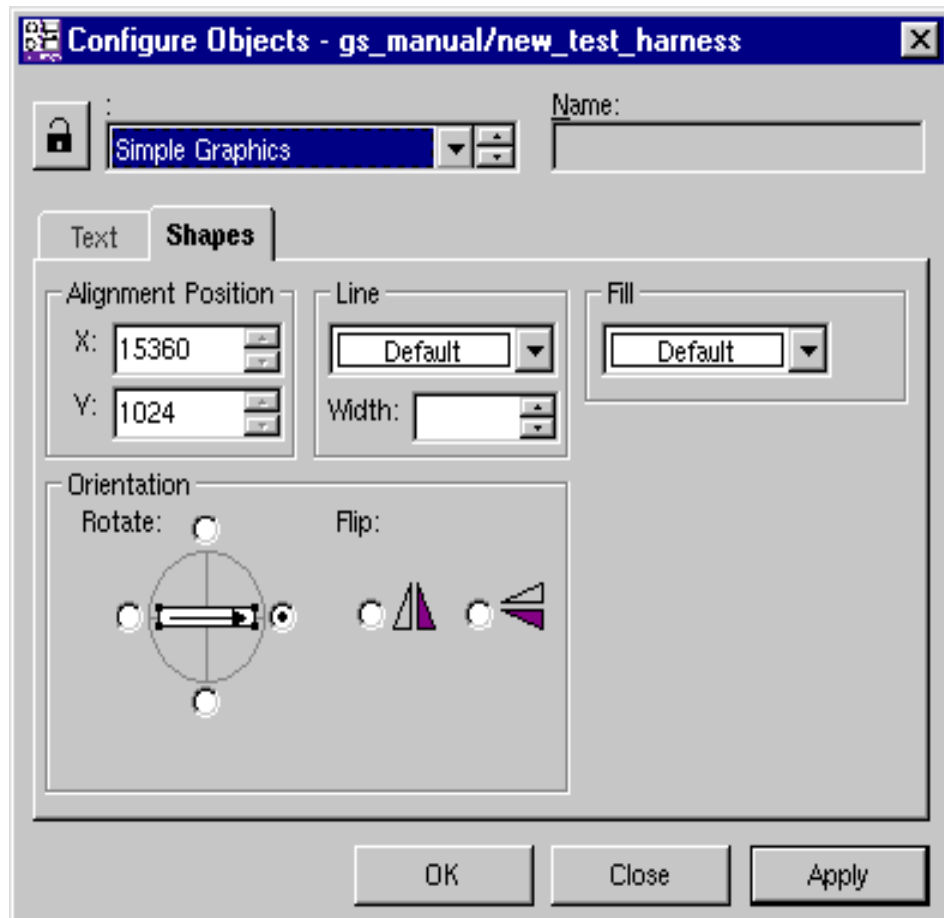 Configure Objects - gs_manual/new_test_harness
:
Simple Graphics
Name:
Text
Shapes
Alignment Position
X: 15360
Y: 1024
Line
Default
Width:
Fill
Default
Orientation
Rotate:
Flip:
OK
Close
Apply